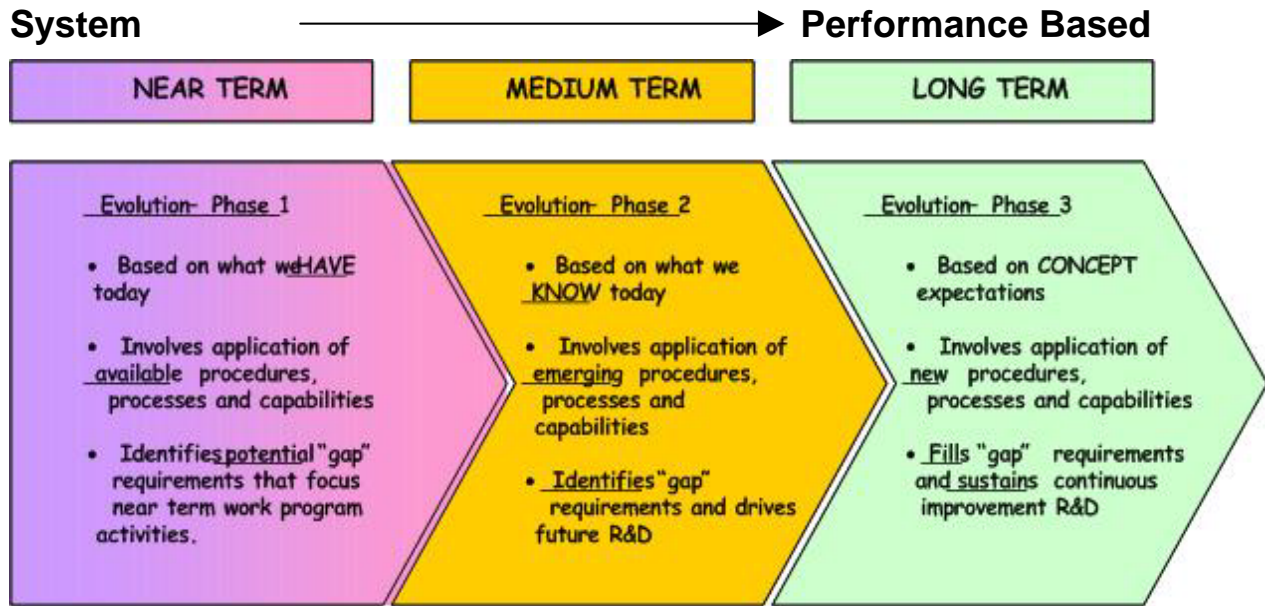 System Performance Based
NEAR TERM
MEDIUM TERM
LONG TERM
Evolution- Phase 1
• Based on what weHAVE
today
• Involves application of
available procedures,
processes and capabilities
• Identifies potential "gap"
requirements that focus
near term work program
activities.
Evolution- Phase 2
• Based on what we
KNOW today
• Involves application of
emerging procedures,
processes and
capabilities
• Identifies "gap"
requirements and drives
future R&D
Evolution- Phase 3
• Based on CONCEPT
expectations
• Involves application of
new procedures,
processes and capabilities
• Fills "gap" requirements
and sustains continuous
improvement R&D